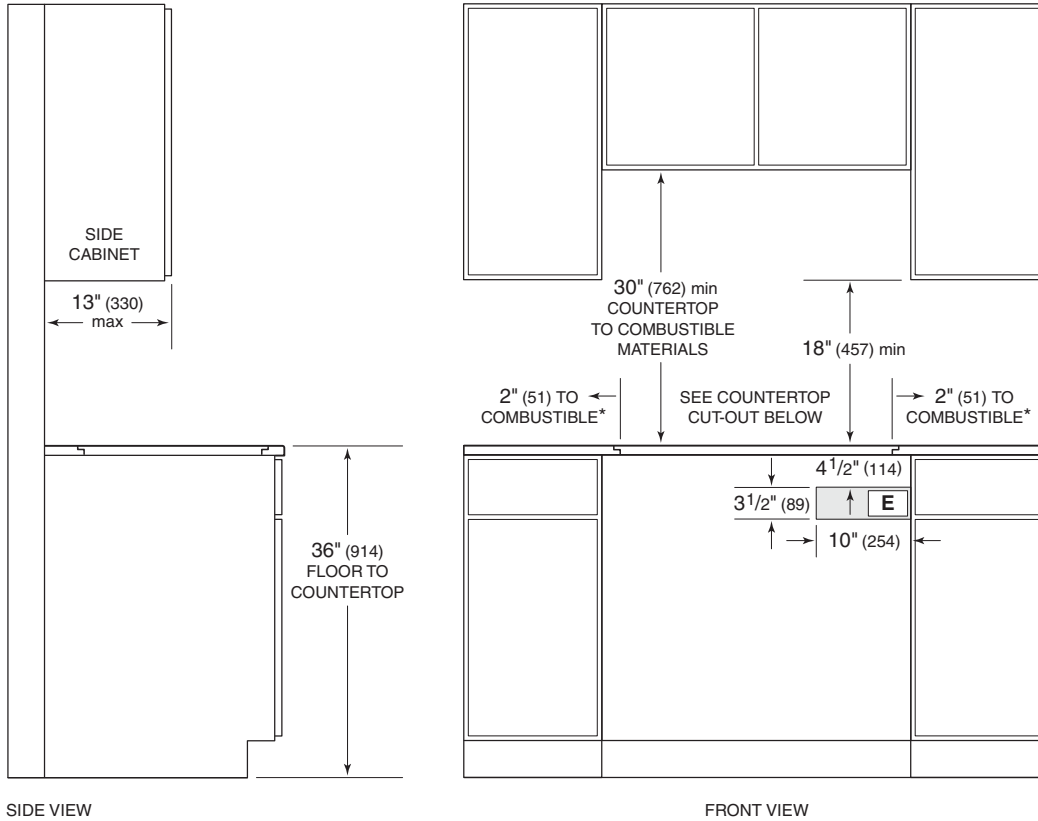 SIDE
CABINET
13" (330)
max
36" (914)
FLOOR TO
COUNTERTOP
SIDE VIEW
30" (762) min
COUNTERTOP
TO COMBUSTIBLE
MATERIALS
18" (457) min
2" (51) TO
COMBUSTIBLE*
SEE COUNTERTOP
CUT-OUT BELOW
2" (51) TO
COMBUSTIBLE*
4 1/2" (114)
3 1/2" (89)
E
10" (254)
FRONT VIEW